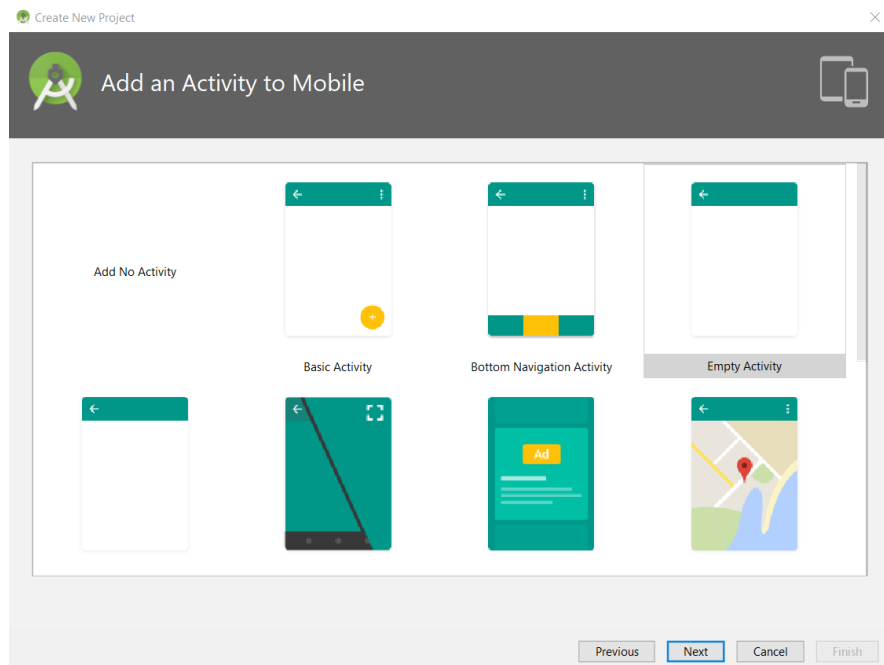 Create New Project
Add an Activity to Mobile
Add No Activity
Basic Activity
Bottom Navigation Activity
Empty Activity
Ad
Previous
Next
Cancel
Finish